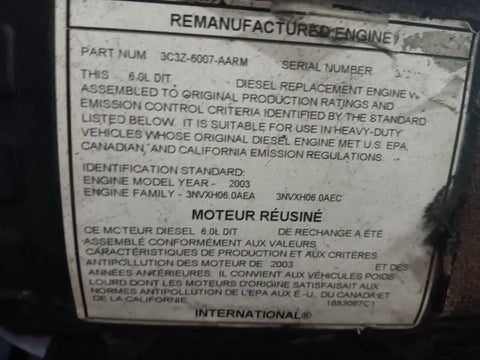 REMANUFACTURED ENGINE
PART NUM 3C3Z-6007-AARM SERIAL NUMBER
THIS 6.0L DIT DIESEL REPLACEMENT ENGINE
ASSEMBLED TO ORIGINAL PRODUCTION RATINGS AND
EMISSION CONTROL CRITERIA IDENTIFIED BY THE STANDARD
LISTED BELOW. IT IS SUITABLE FOR USE IN HEAVY-DUTY
VEHICLES WHOSE ORIGINAL DIESEL ENGINE MET U.S. EPA,
CANADIAN, AND CALIFORNIA EMISSION REGULATIONS.
IDENTIFICATION STANDARD:
ENGINE MODEL YEAR - 2003
ENGINE FAMILY - 3NVXH06.0AEA 3NVXH06.0AEC
MOTEUR RÉUSINÉ
CE MOTEUR DIESEL 6.0L DIT DE RECHANGE A ÉTÉ
ASSEMBLÉ CONFORMÉMENT AUX VALEURS
CARACTÉRISTIQUES DE PRODUCTION ET AUX CRITÈRES
ANTIPOLLUTION DES MOTEUR DE 2003 ET DES
ANNÉES ANTÉRIEURES. IL CONVIENT AUX VÉHICULES POIDS
LOURD DONT LES MOTEURS D'ORIGINE SATISFAISAIT AUX
NORMES ANTIPOLLUTION DE L'EPA AUX É.-U. DU CANADA ET
DE LA CALIFORNIE. 1883067C1
INTERNATIONAL®